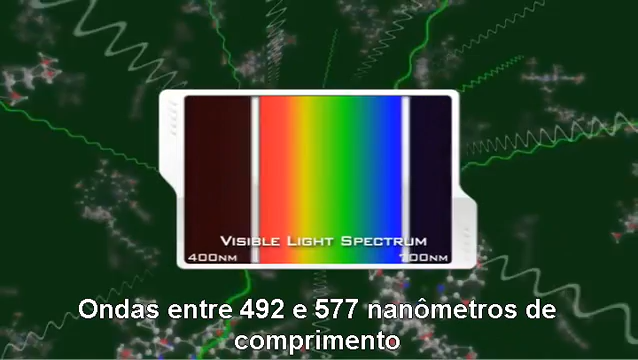 VISIBLE LIGHT SPECTRUM
400NM 700NM
Ondas entre 492 e 577 nanômetros de
comprimento